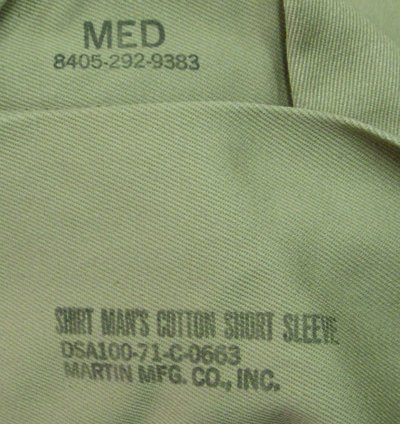 MED
8405-292-9383
SHIRT MAN'S COTTON SHORT SLEEVE
DSA100-71-C-0663
MARTIN MFG. CO., INC.